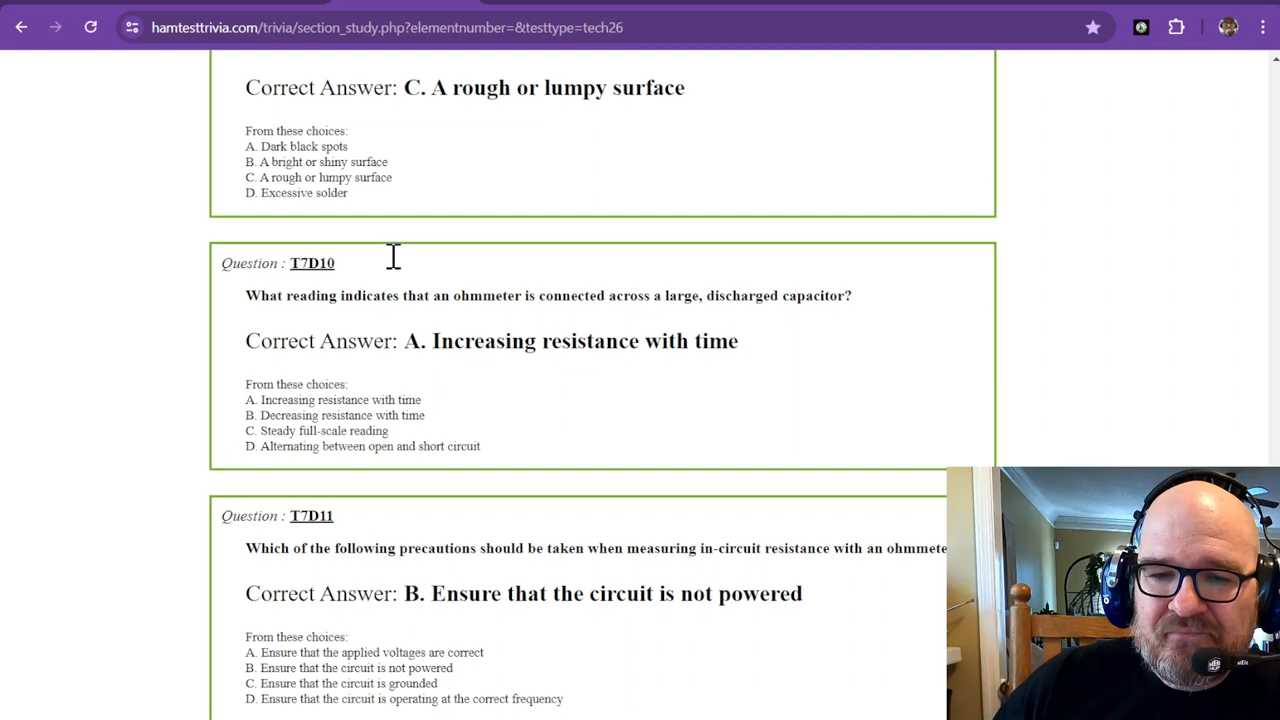 hamtesttrivia.com/trivia/section_study.php?elementnumber=&testtype=tech26
Correct Answer: C. A rough or lumpy surface
From these choices:
A. Dark black spots
B. A bright or shiny surface
C. A rough or lumpy surface
D. Excessive solder
Question : T7D10
What reading indicates that an ohmmeter is connected across a large, discharged capacitor?
Correct Answer: A. Increasing resistance with time
From these choices:
A. Increasing resistance with time
B. Decreasing resistance with time
C. Steady full-scale reading
D. Alternating between open and short circuit
Question : T7D11
Which of the following precautions should be taken when measuring in-circuit resistance with an ohmmete
Correct Answer: B. Ensure that the circuit is not powered
From these choices:
A. Ensure that the applied voltages are correct
B. Ensure that the circuit is not powered
C. Ensure that the circuit is grounded
D. Ensure that the circuit is operating at the correct frequency